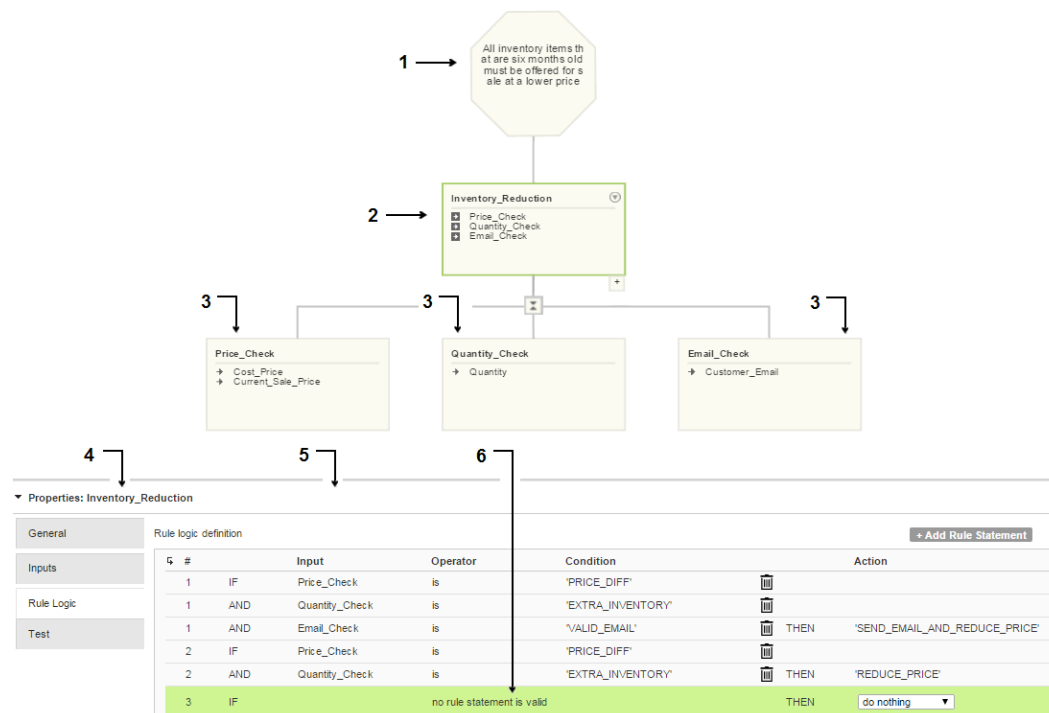 1
All inventory items th
at are six months old
must be offered for s
ale at a lower price
2
Inventory_Reduction
Price_Check
Quantity_Check
Email_Check
+
3
3
3
Price_Check
Cost_Price
Current_Sale_Price
Quantity_Check
Quantity
Email_Check
Customer_Email
4
5
6
Properties: Inventory_Reduction
General
Inputs
Rule Logic
Test
Rule logic definition
+ Add Rule Statement
# Input Operator Condition Action
1 IF Price_Check is 'PRICE_DIFF'
1 AND Quantity_Check is 'EXTRA_INVENTORY'
1 AND Email_Check is 'VALID_EMAIL' THEN 'SEND_EMAIL_AND_REDUCE_PRICE'
2 IF Price_Check is 'PRICE_DIFF'
2 AND Quantity_Check is 'EXTRA_INVENTORY' THEN 'REDUCE_PRICE'
3 IF no rule statement is valid THEN do nothing